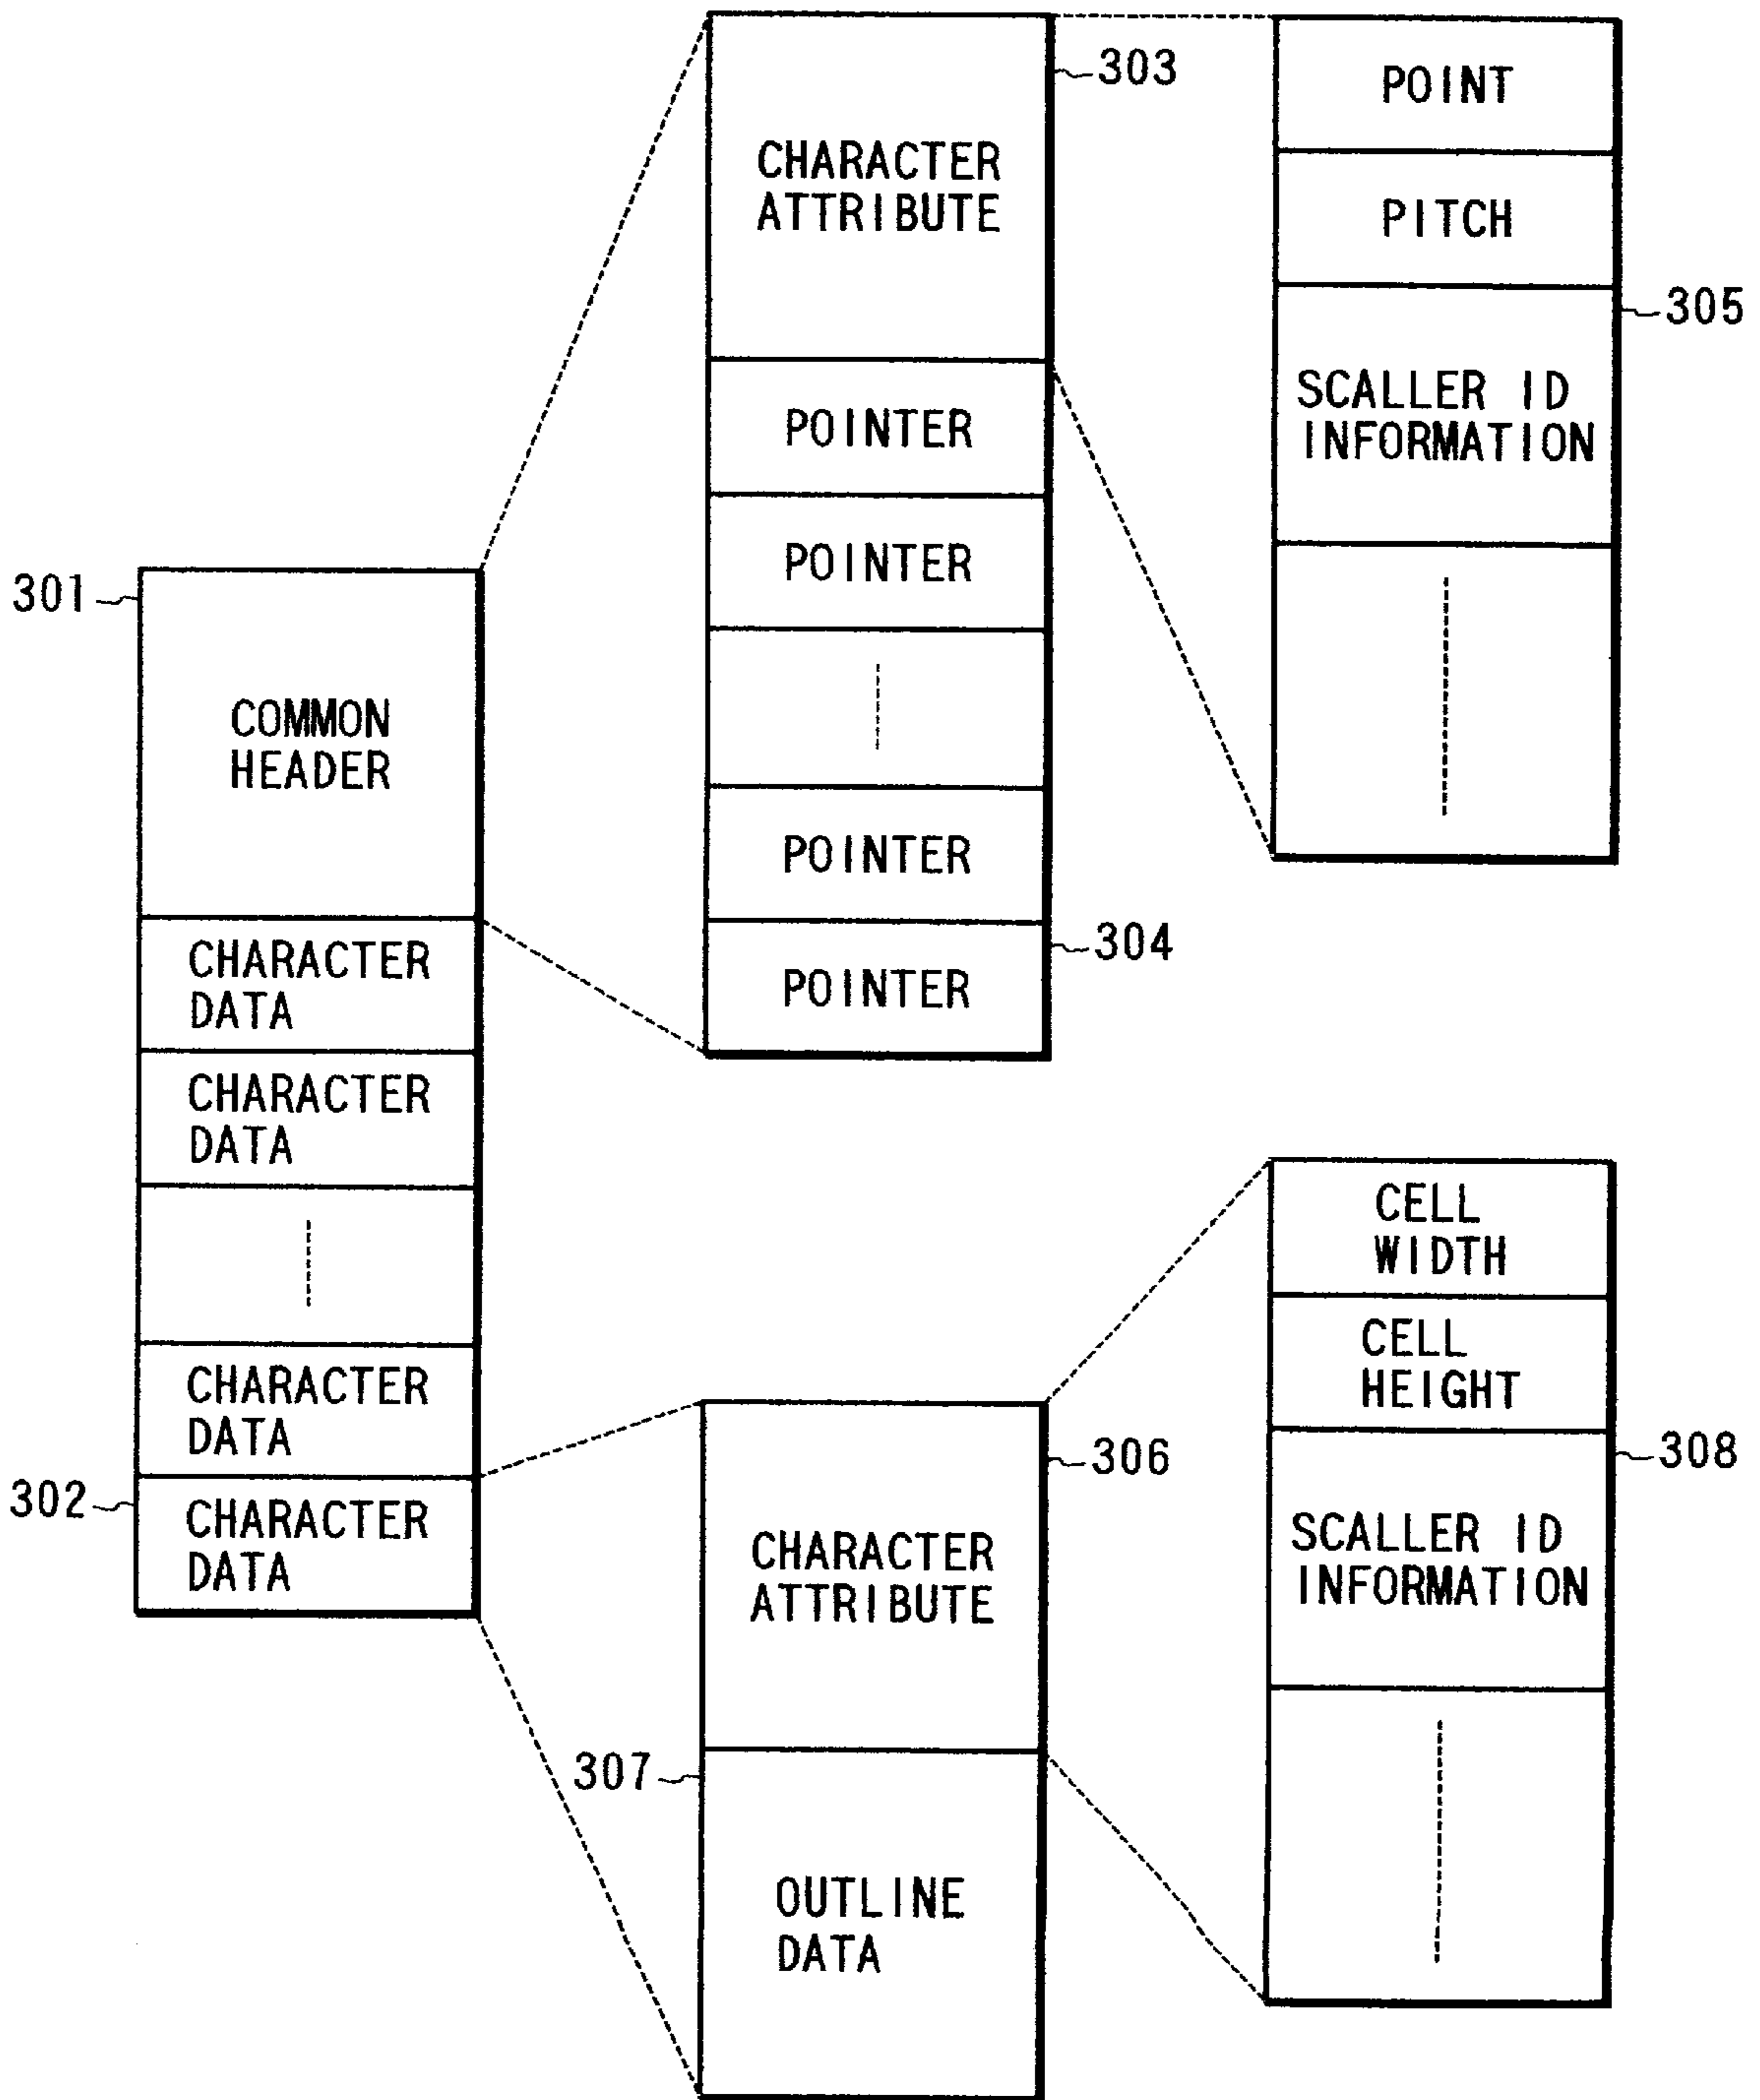 301
COMMON
HEADER
CHARACTER
DATA
CHARACTER
DATA
CHARACTER
DATA
302
CHARACTER
DATA
303
CHARACTER
ATTRIBUTE
POINTER
POINTER
POINTER
304
POINTER
POINT
PITCH
305
SCALLER ID
INFORMATION
306
CHARACTER
ATTRIBUTE
307
OUTLINE
DATA
CELL
WIDTH
CELL
HEIGHT
308
SCALLER ID
INFORMATION